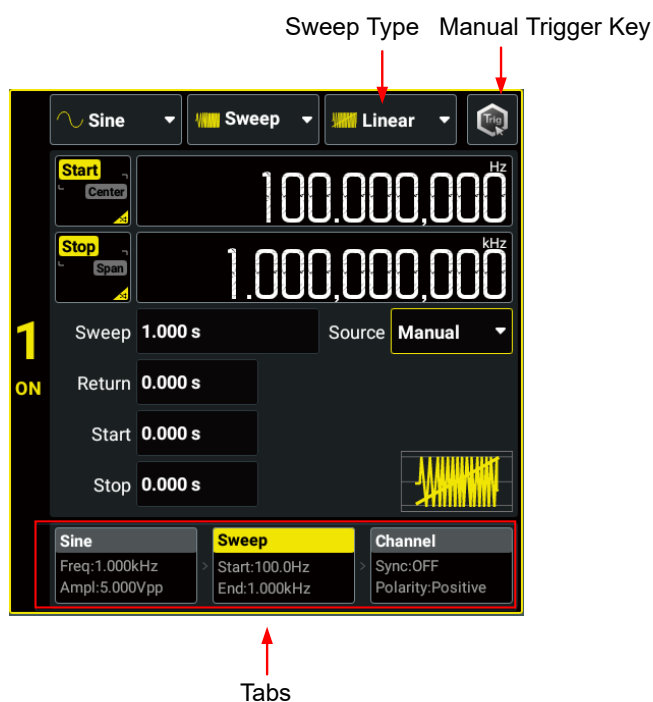 Sweep Type Manual Trigger Key
Sine Sweep Linear Trig
Start Center 100.000,000 Hz
Stop Span 1.000,000,00 kHz
1 Sweep 1.000 s Source Manual
ON Return 0.000 s
Start 0.000 s
Stop 0.000 s
Sine Sweep Channel
Freq:1.000kHz > Start:100.0Hz > Sync:OFF
Ampl:5.000Vpp End:1.000kHz Polarity:Positive
Tabs